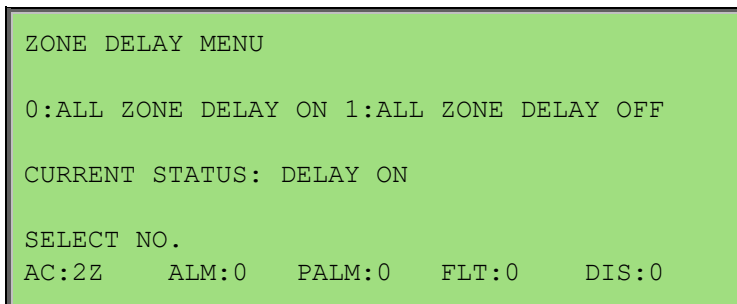 ZONE DELAY MENU
0:ALL ZONE DELAY ON 1:ALL ZONE DELAY OFF
CURRENT STATUS: DELAY ON
SELECT NO.
AC:2Z ALM:0 PALM:0 FLT:0 DIS:0